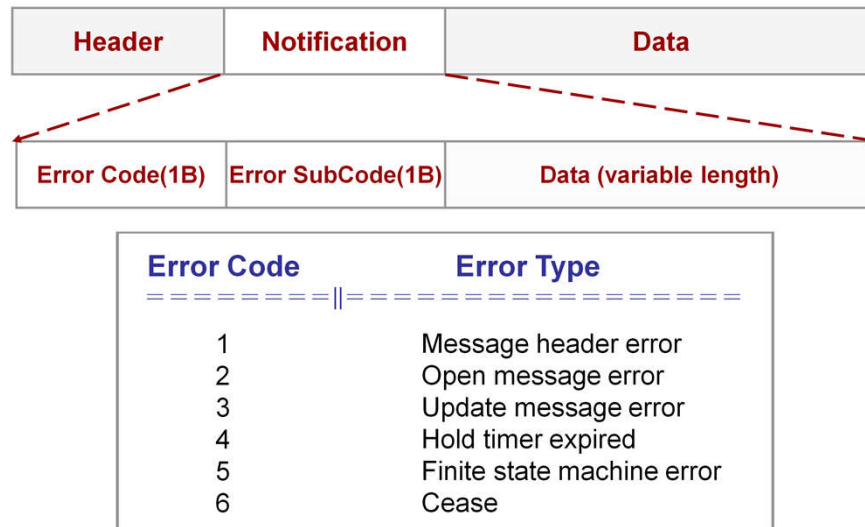 Header Notification Data
Error Code(1B) Error SubCode(1B) Data (variable length)
Error Code Error Type
= = = = = = = = =||= = = = = = = = = = = = = = = = = = =
1 Message header error
2 Open message error
3 Update message error
4 Hold timer expired
5 Finite state machine error
6 Cease